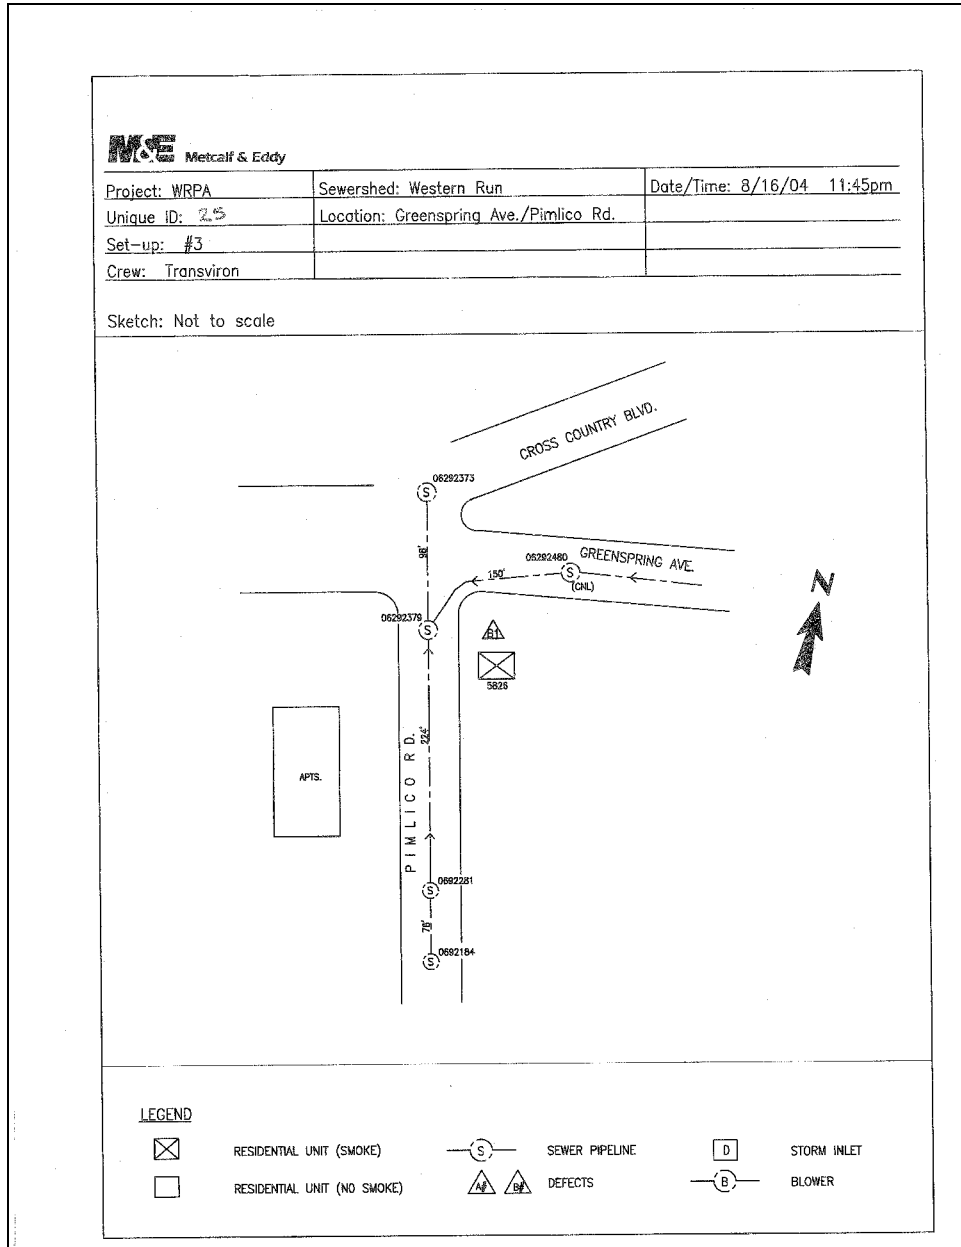 M&E Metcalf & Eddy
Project: WRPA
Sewershed: Western Run
Date/Time: 8/16/04 11:45pm
Unique ID: 25
Location: Greenspring Ave./Pimlico Rd.
Set-up: #3
Crew: Transviron
Sketch: Not to scale
CROSS COUNTRY BLVD.
06292373
S
98'
06292480
GREENSPRING AVE.
150'
S
(CNL)
N
06292379
S
B1
5826
224'
PIMLICO RD.
APTS.
0692281
S
76'
0692184
S
LEGEND
RESIDENTIAL UNIT (SMOKE)
S
SEWER PIPELINE
D
STORM INLET
RESIDENTIAL UNIT (NO SMOKE)
A# B#
DEFECTS
B
BLOWER